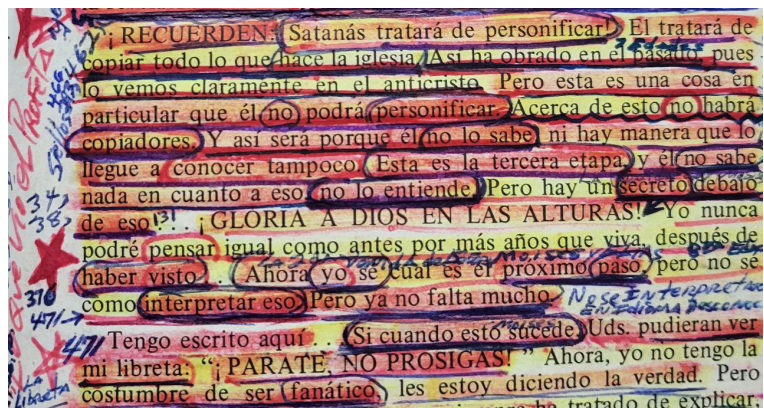 ¡ RECUERDEN: Satanás tratará de personificar! El tratará de
copiar todo lo que hace la iglesia. Así ha obrado en el pasado, pues
lo vemos claramente en el anticristo. Pero esta es una cosa en
particular que él no podrá personificar. Acerca de esto no habrá
copiadores. Y así será porque él no lo sabe, ni hay manera que lo
llegue a conocer tampoco. Esta es la tercera etapa, y él no sabe
nada en cuanto a eso, no lo entiende. Pero hay un secreto debajo
34
38
de eso! . . . ¡GLORIA A DIOS EN LAS ALTURAS! Yo nunca
podré pensar igual como antes por más años que viva, después de
haber visto . . . Ahora yo sé cuál es el próximo paso, pero no sé
316
como interpretar eso. Pero ya no falta mucho.
NO SE INTERPRETAR
471
471 Tengo escrito aquí . . . "Si cuando esto sucede, Uds. pudieran ver
mi libreta: “¡ PARATE, NO PROSIGAS! ” Ahora, yo no tengo la
LA
LIBRETA
costumbre de ser fanático, les estoy diciendo la verdad. Pero
ha tratado de explicar,